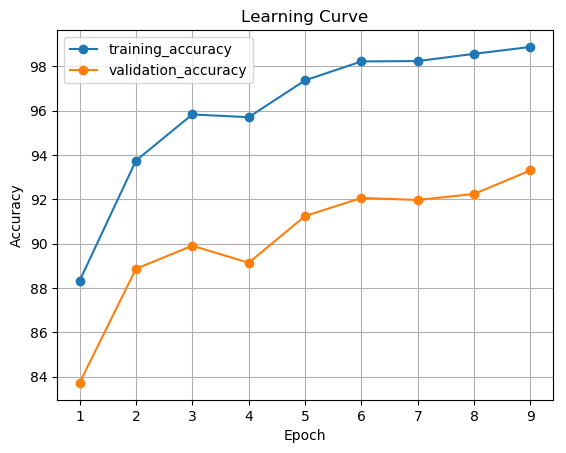 Learning Curve
training_accuracy
validation_accuracy
98
96
94
92
90
88
86
84
Accuracy
1 2 3 4 5 6 7 8 9
Epoch